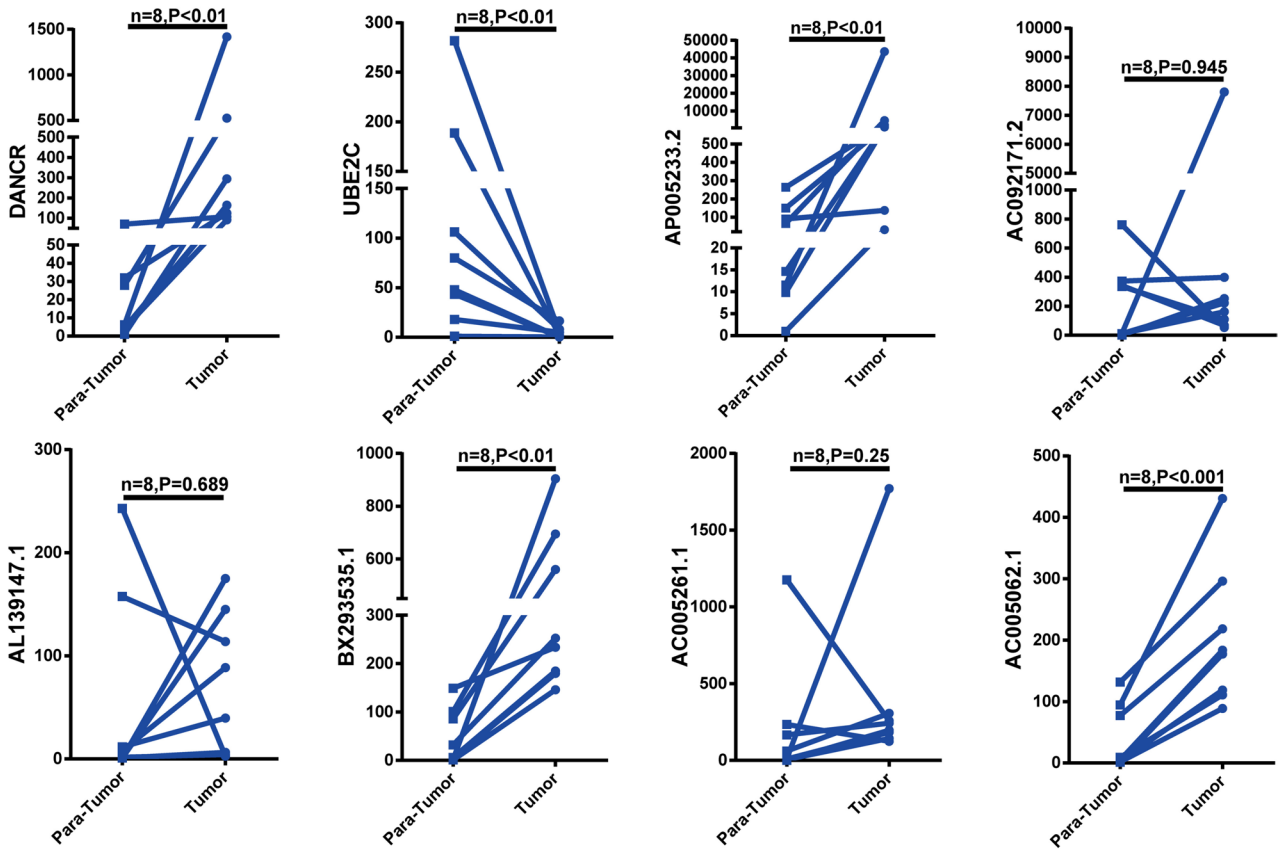 n=8,P<0.01
DANCR
1500
1000
500
500
400
300
200
100
50
40
30
20
10
0
Para-Tumor
Tumor
n=8,P<0.01
UBE2C
300
250
200
150
150
100
50
0
Para-Tumor
Tumor
n=8,P<0.01
AP005233.2
50000
40000
30000
20000
10000
500
400
300
200
100
20
15
10
5
0
Para-Tumor
Tumor
n=8,P=0.945
AC092171.2
10000
9000
8000
7000
6000
5000
1000
800
600
400
200
0
Para-Tumor
Tumor
n=8,P=0.689
AL139147.1
300
200
100
0
Para-Tumor
Tumor
n=8,P<0.01
BX293535.1
1000
800
600
300
200
100
0
Para-Tumor
Tumor
n=8,P=0.25
AC005261.1
2000
1500
1000
500
0
Para-Tumor
Tumor
n=8,P<0.001
AC005062.1
500
400
300
200
100
0
Para-Tumor
Tumor